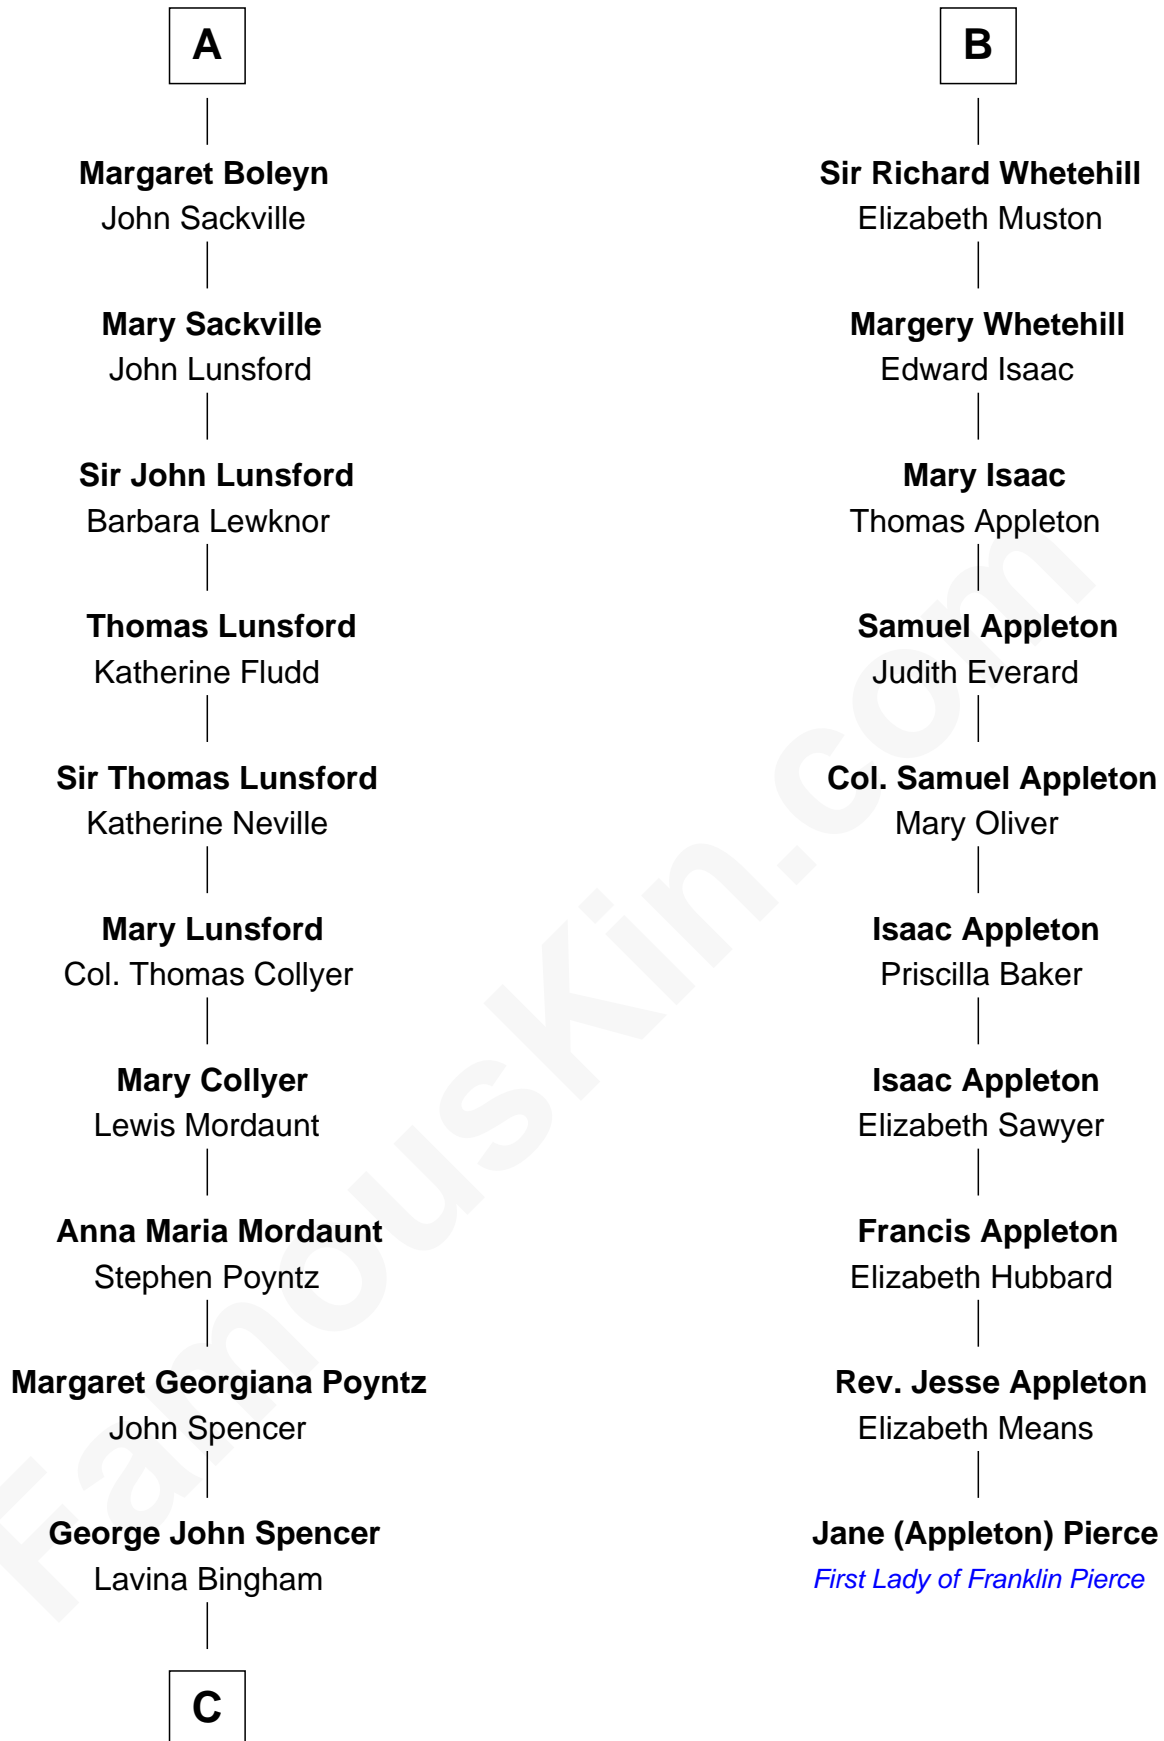 A
Margaret Boleyn
John Sackville
Mary Sackville
John Lunsford
Sir John Lunsford
Barbara Lewknor
Thomas Lunsford
Katherine Fludd
Sir Thomas Lunsford
Katherine Neville
Mary Lunsford
Col. Thomas Collyer
Mary Collyer
Lewis Mordaunt
Anna Maria Mordaunt
Stephen Poyntz
Margaret Georgiana Poyntz
John Spencer
George John Spencer
Lavina Bingham
C
B
Sir Richard Whetehill
Elizabeth Muston
Margery Whetehill
Edward Isaac
Mary Isaac
Thomas Appleton
Samuel Appleton
Judith Everard
Col. Samuel Appleton
Mary Oliver
Isaac Appleton
Priscilla Baker
Isaac Appleton
Elizabeth Sawyer
Francis Appleton
Elizabeth Hubbard
Rev. Jesse Appleton
Elizabeth Means
Jane (Appleton) Pierce
First Lady of Franklin Pierce
FamousKin.com